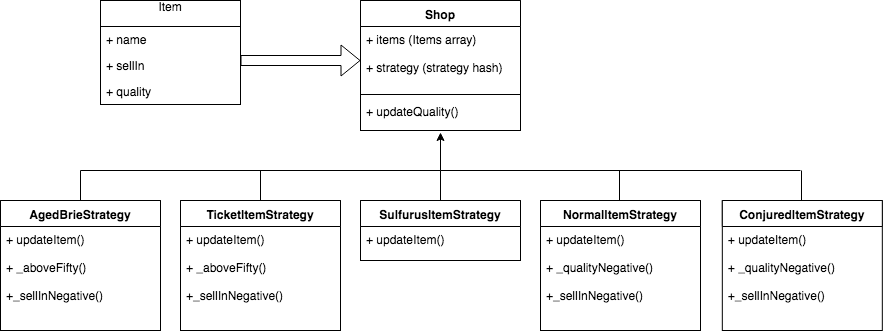 Item
+ name
+ sellIn
+ quality
Shop
+ items (Items array)
+ strategy (strategy hash)
+ updateQuality()
AgedBrieStrategy
+ updateItem()
+ _aboveFifty()
+_sellInNegative()
TicketItemStrategy
+ updateItem()
+ _aboveFifty()
+_sellInNegative()
SulfurusItemStrategy
+ updateItem()
NormalItemStrategy
+ updateItem()
+ _qualityNegative()
+_sellInNegative()
ConjuredItemStrategy
+ updateItem()
+ _qualityNegative()
+_sellInNegative()